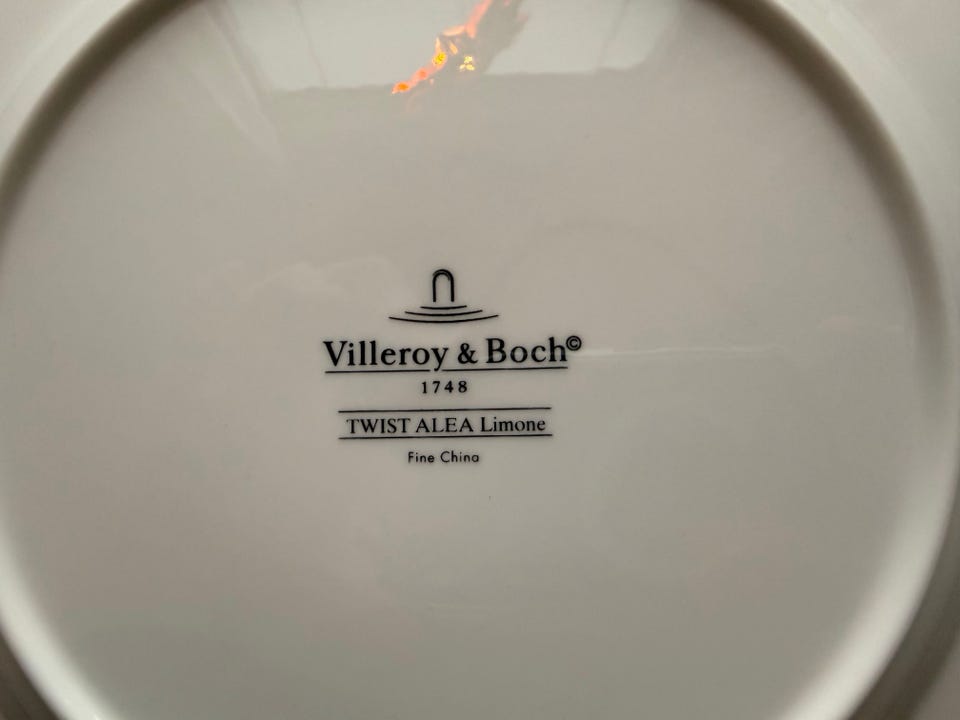 Villeroy & Boch©
1748
TWIST ALEA Limone
Fine China